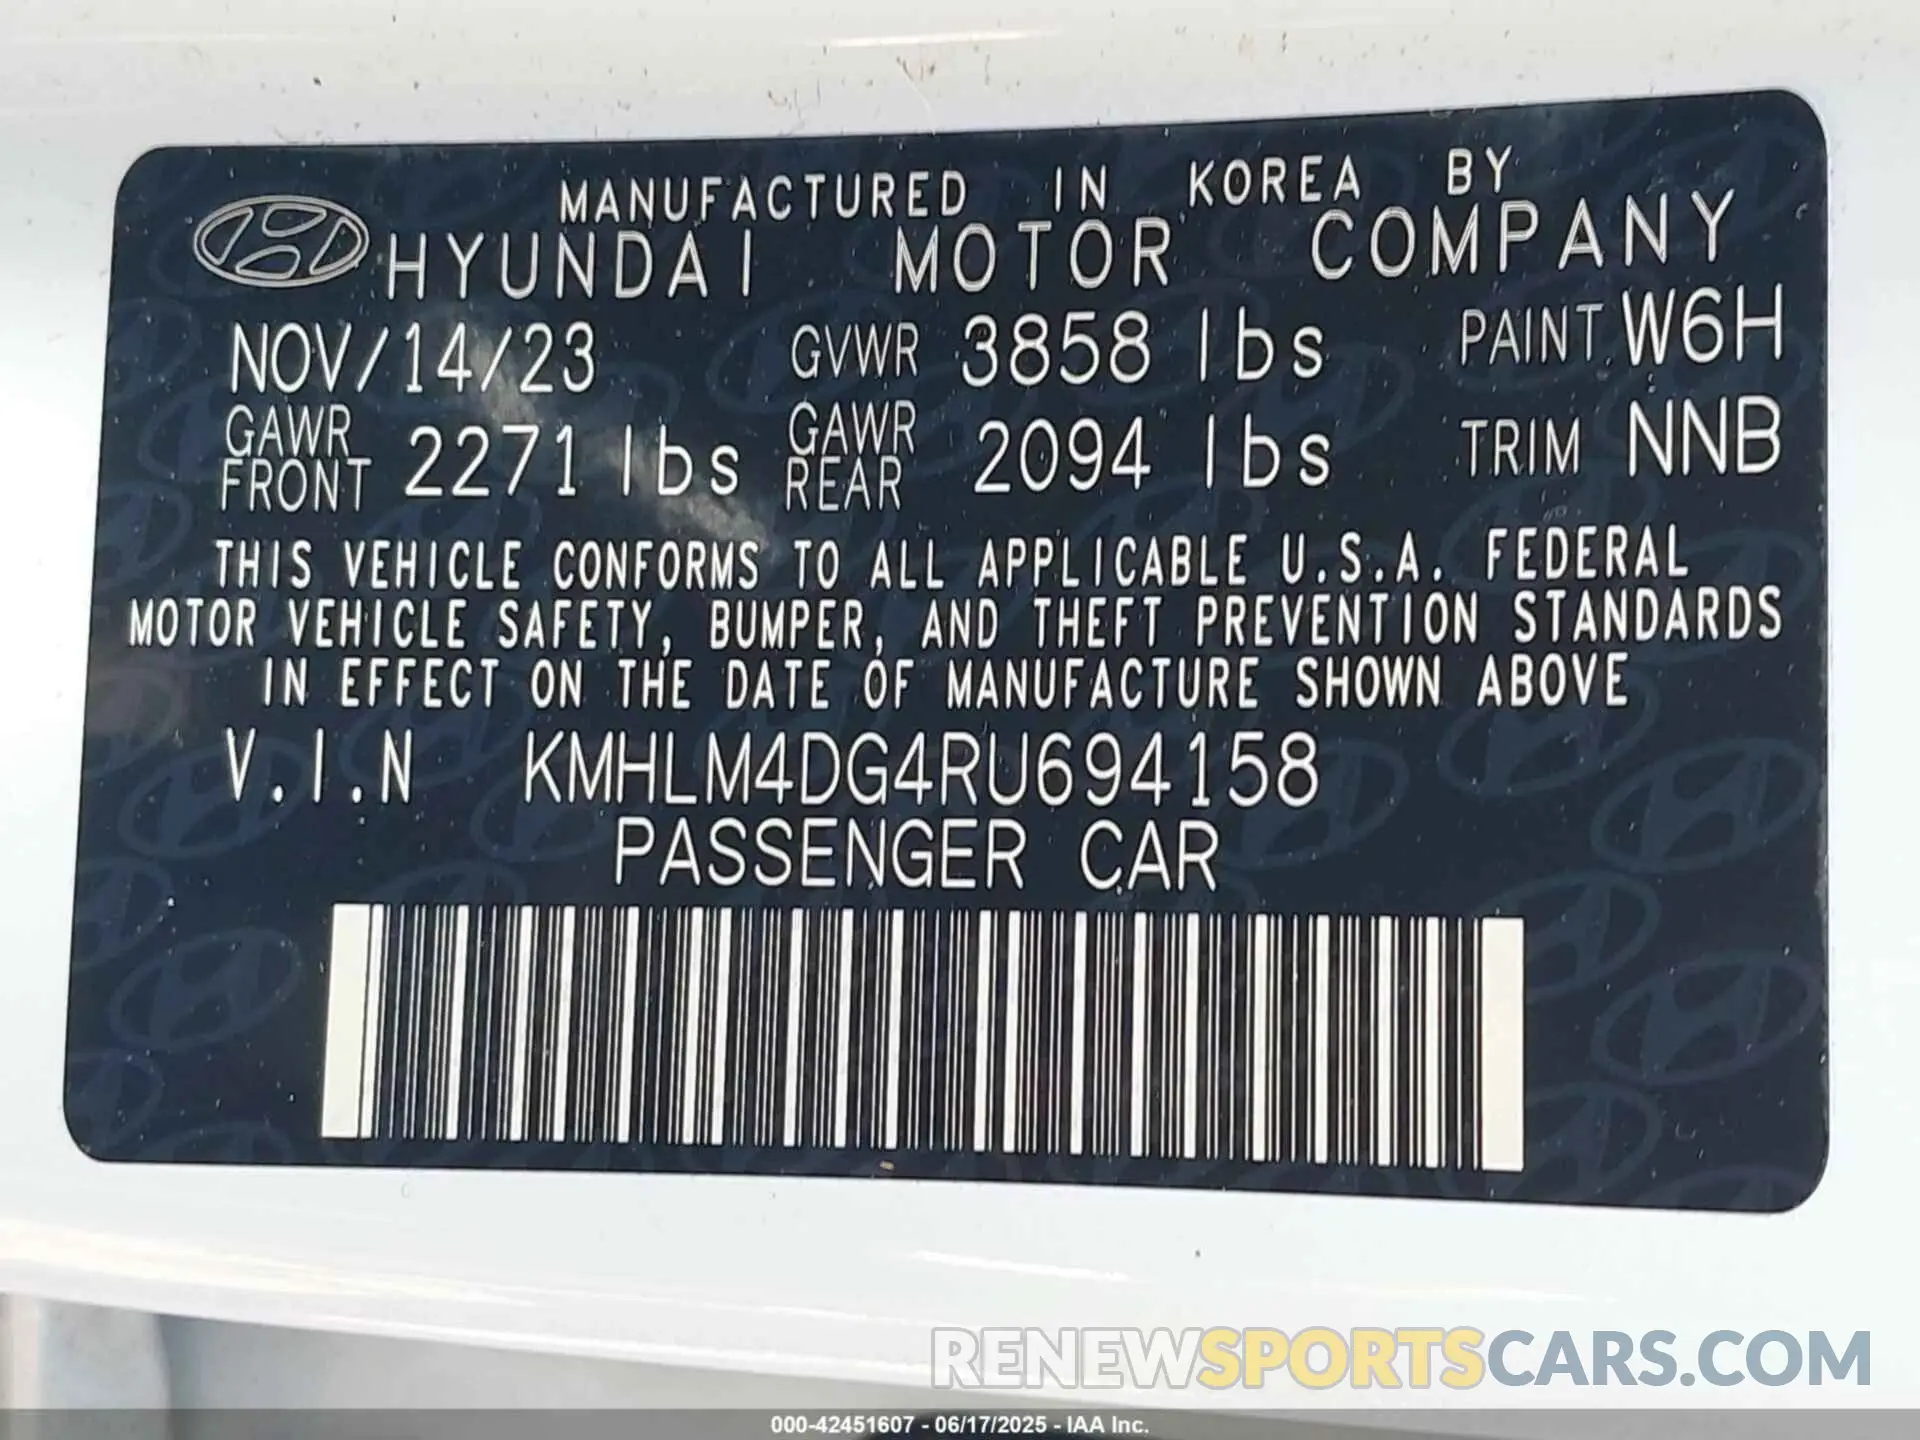 MANUFACTURED IN KOREA BY
HYUNDAI MOTOR COMPANY
NOV/14/23 GVWR 3858 lbs PAINT W6H
GAWR FRONT 2271 lbs GAWR REAR 2094 lbs TRIM NNB
THIS VEHICLE CONFORMS TO ALL APPLICABLE U.S.A. FEDERAL
MOTOR VEHICLE SAFETY, BUMPER, AND THEFT PREVENTION STANDARDS
IN EFFECT ON THE DATE OF MANUFACTURE SHOWN ABOVE
V.I.N KMHLM4DG4RU694158
PASSENGER CAR
RENEWSPORTSCARS.COM
000-42451607 - 06/17/2025 - IAA Inc.